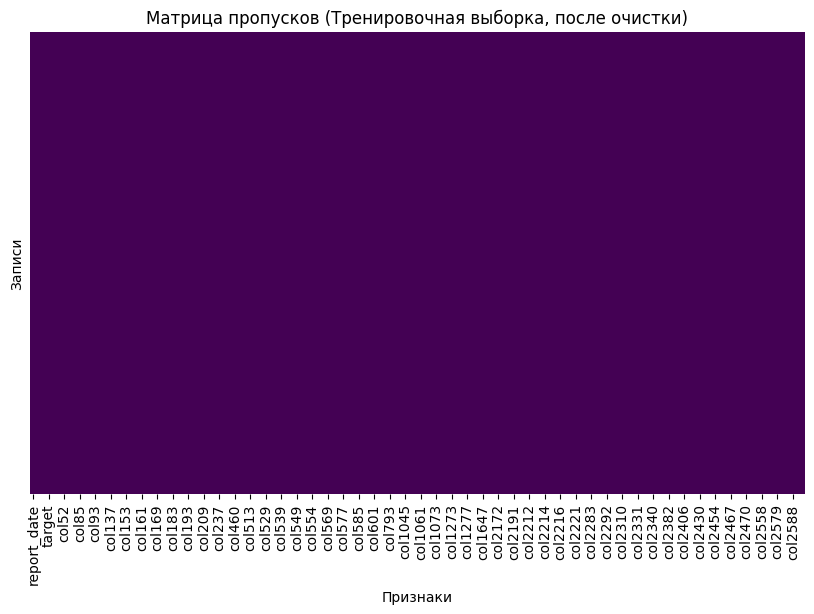 Матрица пропусков (Тренировочная выборка, после очистки)
Записи
report_date
target
col52
col85
col93
col137
col153
col161
col169
col183
col193
col209
col237
col460
col513
col529
col539
col549
col554
col569
col577
col585
col601
col793
col1045
col1061
col1073
col1273
col1277
col1647
col2172
col2191
col2212
col2214
col2216
col2221
col2283
col2292
col2310
col2331
col2340
col2382
col2406
col2430
col2454
col2467
col2470
col2558
col2579
col2588
Признаки